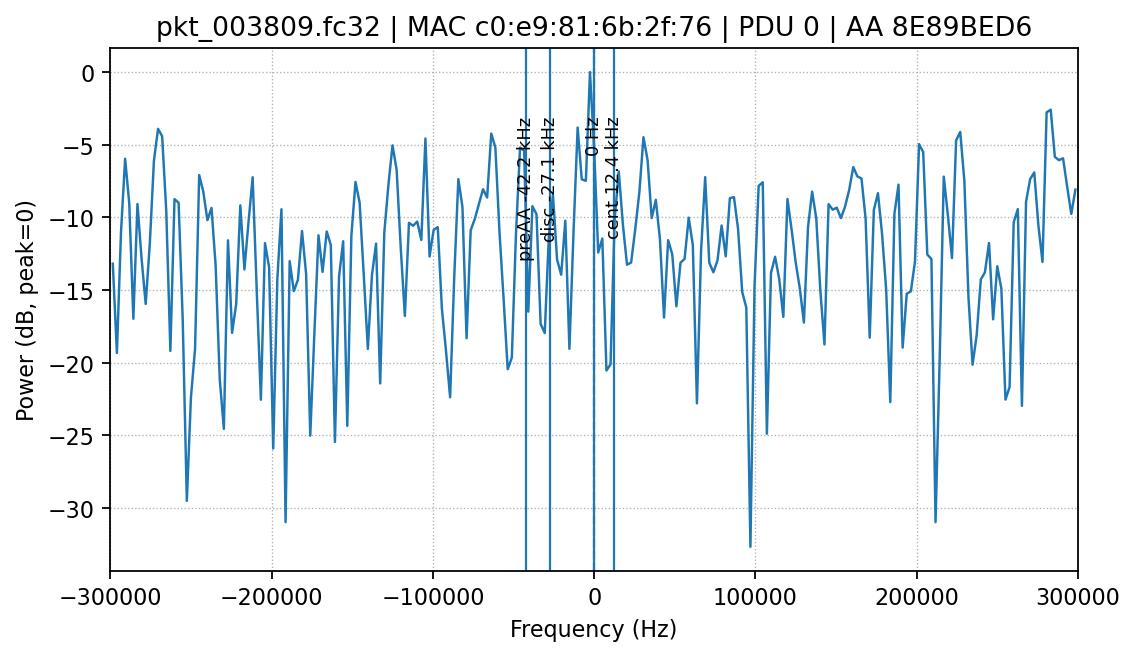 pkt_003809.fc32 | MAC c0:e9:81:6b:2f:76 | PDU 0 | AA 8E89BED6
Power (dB, peak=0)
0
−5
−10
−15
−20
−25
−30
preAA -42.2 kHz
disc -27.1 kHz
0 Hz
cent 12.4 kHz
−300000
−200000
−100000
0
100000
200000
300000
Frequency (Hz)